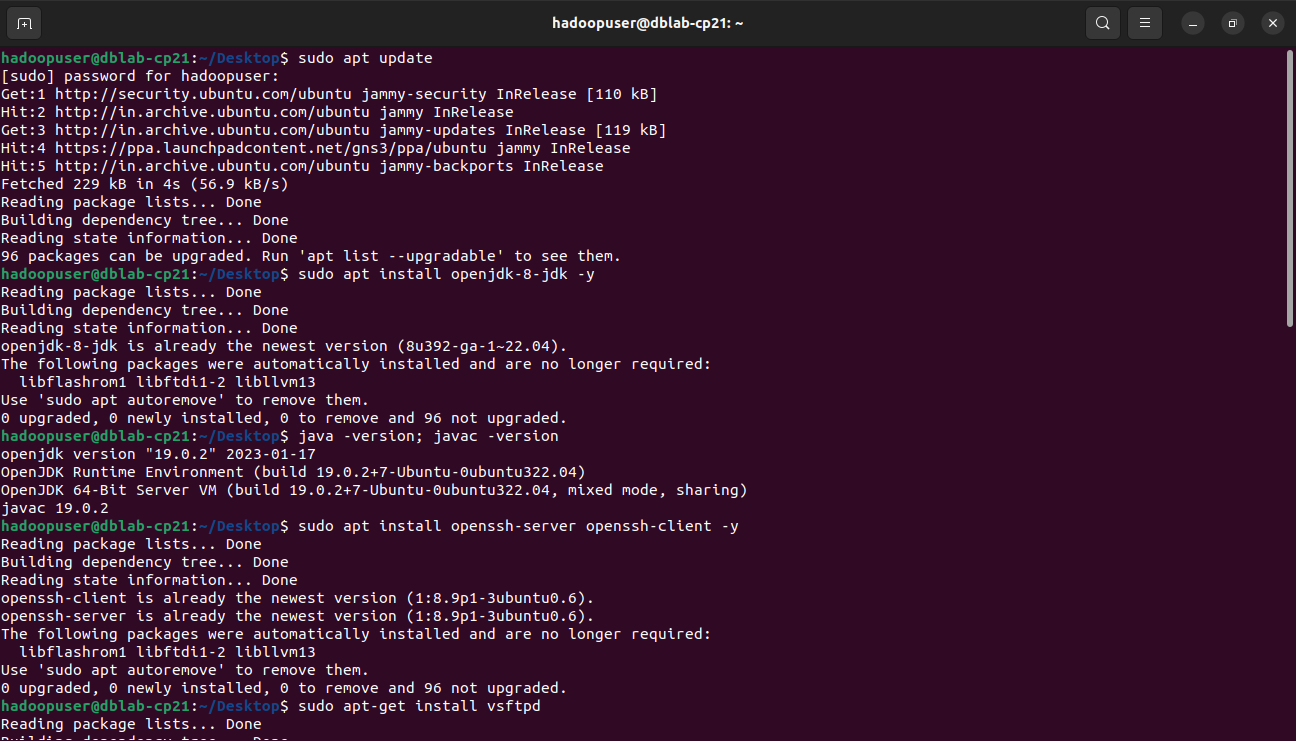 hadoopuser@dblab-cp21: ~
hadoopuser@dblab-cp21:~/Desktop$ sudo apt update
[sudo] password for hadoopuser:
Get:1 http://security.ubuntu.com/ubuntu jammy-security InRelease [110 kB]
Hit:2 http://in.archive.ubuntu.com/ubuntu jammy InRelease
Get:3 http://in.archive.ubuntu.com/ubuntu jammy-updates InRelease [119 kB]
Hit:4 https://ppa.launchpadcontent.net/gns3/ppa/ubuntu jammy InRelease
Hit:5 http://in.archive.ubuntu.com/ubuntu jammy-backports InRelease
Fetched 229 kB in 4s (56.9 kB/s)
Reading package lists... Done
Building dependency tree... Done
Reading state information... Done
96 packages can be upgraded. Run 'apt list --upgradable' to see them.
hadoopuser@dblab-cp21:~/Desktop$ sudo apt install openjdk-8-jdk -y
Reading package lists... Done
Building dependency tree... Done
Reading state information... Done
openjdk-8-jdk is already the newest version (8u392-ga-1~22.04).
The following packages were automatically installed and are no longer required:
  libflashrom1 libftdi1-2 libllvm13
Use 'sudo apt autoremove' to remove them.
0 upgraded, 0 newly installed, 0 to remove and 96 not upgraded.
hadoopuser@dblab-cp21:~/Desktop$ java -version; javac -version
openjdk version "19.0.2" 2023-01-17
OpenJDK Runtime Environment (build 19.0.2+7-Ubuntu-0ubuntu322.04)
OpenJDK 64-Bit Server VM (build 19.0.2+7-Ubuntu-0ubuntu322.04, mixed mode, sharing)
javac 19.0.2
hadoopuser@dblab-cp21:~/Desktop$ sudo apt install openssh-server openssh-client -y
Reading package lists... Done
Building dependency tree... Done
Reading state information... Done
openssh-client is already the newest version (1:8.9p1-3ubuntu0.6).
openssh-server is already the newest version (1:8.9p1-3ubuntu0.6).
The following packages were automatically installed and are no longer required:
  libflashrom1 libftdi1-2 libllvm13
Use 'sudo apt autoremove' to remove them.
0 upgraded, 0 newly installed, 0 to remove and 96 not upgraded.
hadoopuser@dblab-cp21:~/Desktop$ sudo apt-get install vsftpd
Reading package lists... Done
Building dependency tree... Done